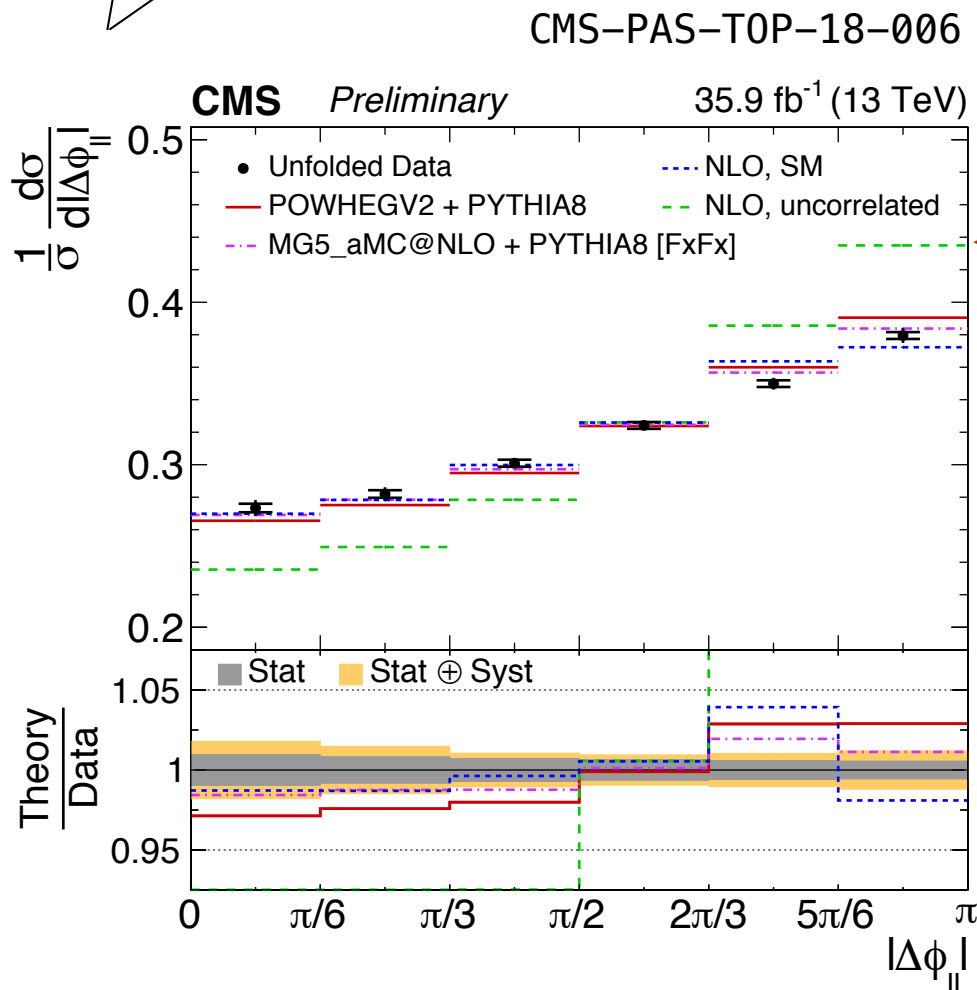 CMS-PAS-TOP-18-006
CMS Preliminary 35.9 fb⁻¹ (13 TeV)
1/σ dσ/d|Δϕ_ll|
0.5
0.4
0.3
0.2
Unfolded Data
POWHEGV2 + PYTHIA8
MG5_aMC@NLO + PYTHIA8 [FxFx]
NLO, SM
NLO, uncorrelated
Stat Stat ⊕ Syst
Theory
Data
1.05
1
0.95
0 π/6 π/3 π/2 2π/3 5π/6 π
|Δϕ_ll|